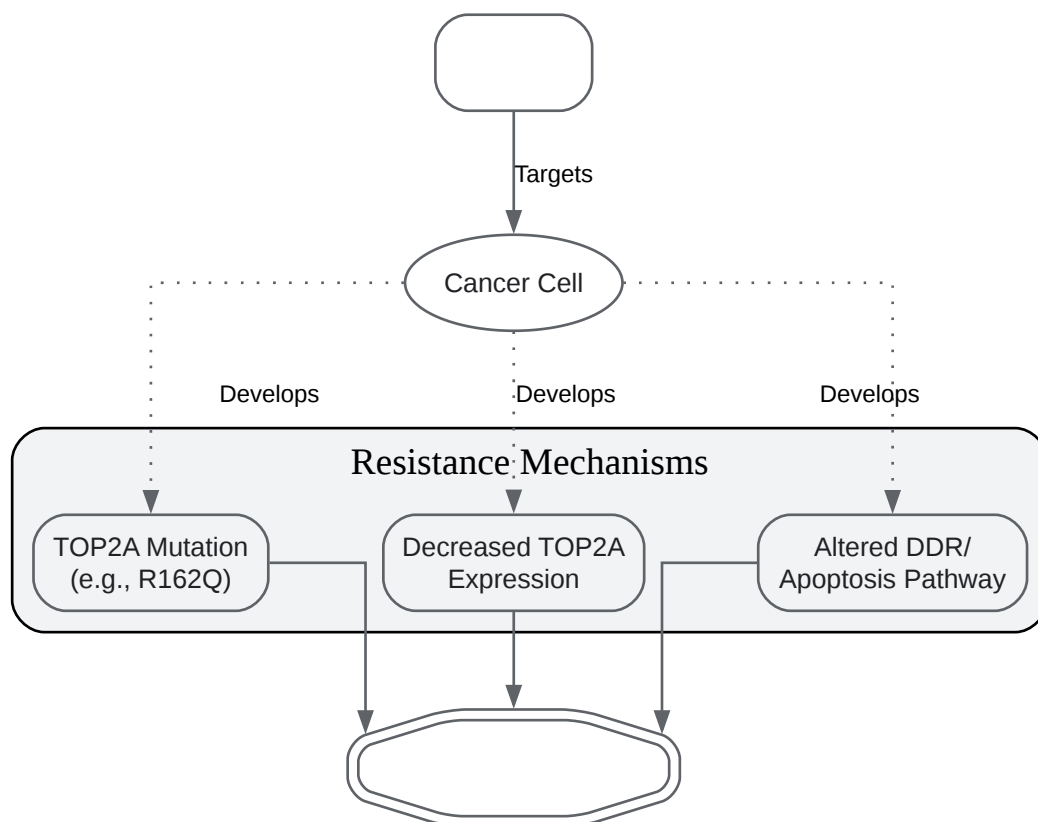 Targets
Cancer Cell
Develops
Develops
Develops
Resistance Mechanisms
TOP2A Mutation
(e.g., R162Q)
Decreased TOP2A
Expression
Altered DDR/
Apoptosis Pathway